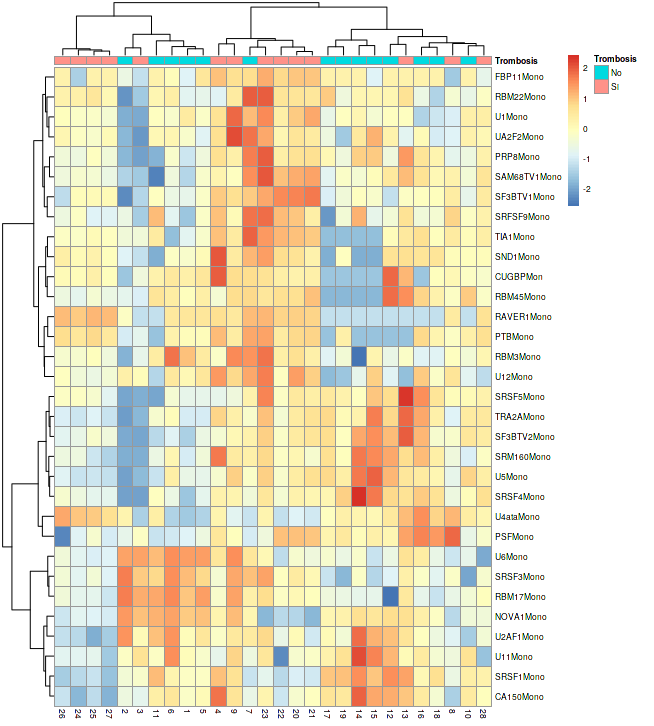 Trombosis
FBP11Mono
RBM22Mono
U1Mono
UA2F2Mono
PRP8Mono
SAM68TV1Mono
SF3BTV1Mono
SRFSF9Mono
TIA1Mono
SND1Mono
CUGBPMon
RBM45Mono
RAVER1Mono
PTBMono
RBM3Mono
U12Mono
SRSF5Mono
TRA2AMono
SF3BTV2Mono
SRM160Mono
U5Mono
SRSF4Mono
U4ataMono
PSFMono
U6Mono
SRSF3Mono
RBM17Mono
NOVA1Mono
U2AF1Mono
U11Mono
SRSF1Mono
CA150Mono
26 24 25 27 2 3 11 6 1 5 4 9 7 23 22 20 21 17 19 14 15 12 13 16 18 8 10 28
2
1
0
-1
-2
Trombosis
No
SI